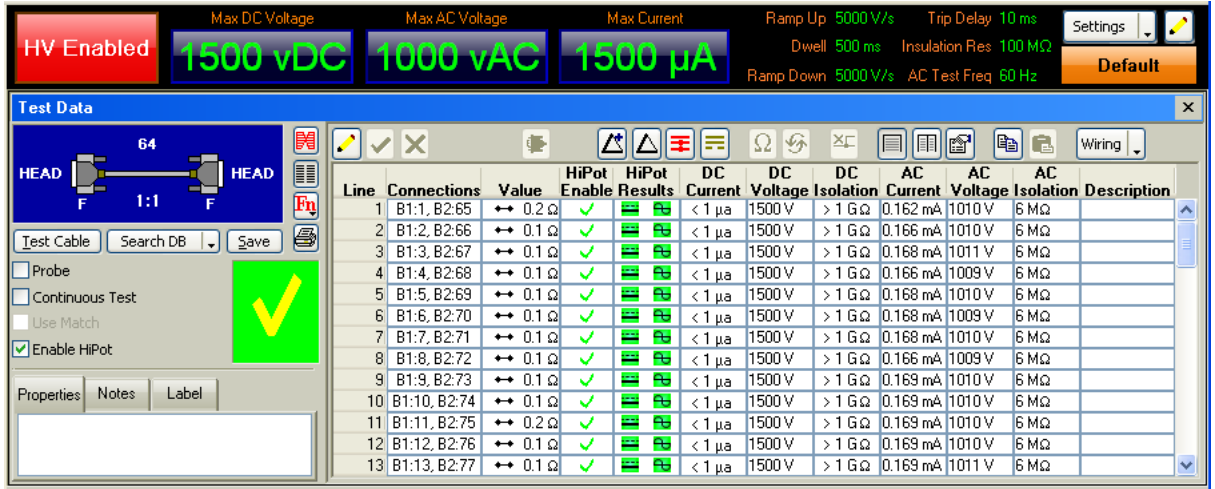 HV Enabled
Max DC Voltage
1500 vDC
Max AC Voltage
1000 vAC
Max Current
1500 µA
Ramp Up 5000 V/s Trip Delay 10 ms
Dwell 500 ms Insulation Res 100 MΩ
Ramp Down 5000 V/s AC Test Freq 60 Hz
Settings
Default
Test Data
64
HEAD HEAD
F 1:1 F
Fn
Test Cable Search DB Save
Probe
Continuous Test
Use Match
Enable HiPot
Properties Notes Label
Ω Wiring
Line Connections Value HiPot Enable HiPot Results DC Current DC Voltage DC Isolation AC Current AC Voltage AC Isolation Description
1 B1:1, B2:65 0.2 Ω < 1 µa 1500 V > 1 G Ω 0.162 mA 1010 V 6 MΩ
2 B1:2, B2:66 0.1 Ω < 1 µa 1500 V > 1 G Ω 0.166 mA 1010 V 6 MΩ
3 B1:3, B2:67 0.1 Ω < 1 µa 1500 V > 1 G Ω 0.168 mA 1011 V 6 MΩ
4 B1:4, B2:68 0.1 Ω < 1 µa 1500 V > 1 G Ω 0.166 mA 1009 V 6 MΩ
5 B1:5, B2:69 0.1 Ω < 1 µa 1500 V > 1 G Ω 0.168 mA 1010 V 6 MΩ
6 B1:6, B2:70 0.1 Ω < 1 µa 1500 V > 1 G Ω 0.168 mA 1009 V 6 MΩ
7 B1:7, B2:71 0.1 Ω < 1 µa 1500 V > 1 G Ω 0.168 mA 1010 V 6 MΩ
8 B1:8, B2:72 0.1 Ω < 1 µa 1500 V > 1 G Ω 0.166 mA 1009 V 6 MΩ
9 B1:9, B2:73 0.1 Ω < 1 µa 1500 V > 1 G Ω 0.169 mA 1010 V 6 MΩ
10 B1:10, B2:74 0.1 Ω < 1 µa 1500 V > 1 G Ω 0.169 mA 1010 V 6 MΩ
11 B1:11, B2:75 0.2 Ω < 1 µa 1500 V > 1 G Ω 0.169 mA 1010 V 6 MΩ
12 B1:12, B2:76 0.1 Ω < 1 µa 1500 V > 1 G Ω 0.169 mA 1010 V 6 MΩ
13 B1:13, B2:77 0.1 Ω < 1 µa 1500 V > 1 G Ω 0.169 mA 1011 V 6 MΩ